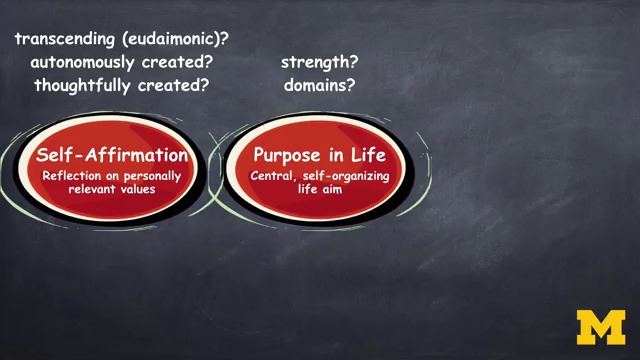 transcending (eudaimonic)?
autonomously created?
thoughtfully created?
strength?
domains?
Self-Affirmation
Reflection on personally
relevant values
Purpose in Life
Central, self-organizing
life aim
M